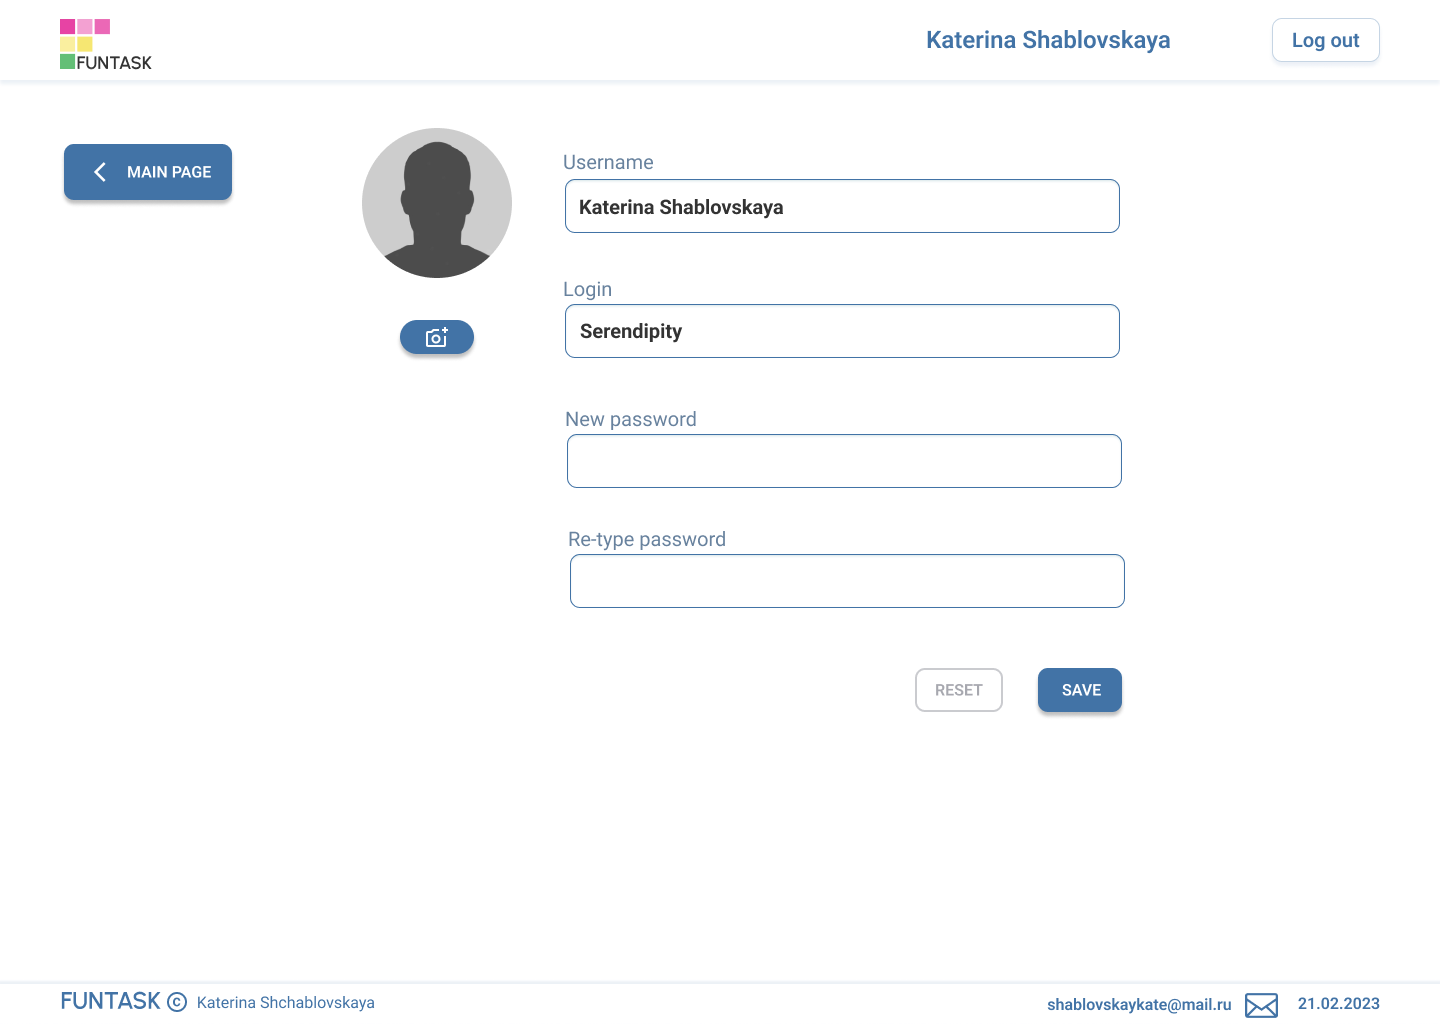 FUNTASK
Katerina Shablovskaya
Log out
MAIN PAGE
Username
Katerina Shablovskaya
Login
Serendipity
New password
Re-type password
RESET
SAVE
FUNTASK © Katerina Shchablovskaya
shablovskaykate@mail.ru
21.02.2023